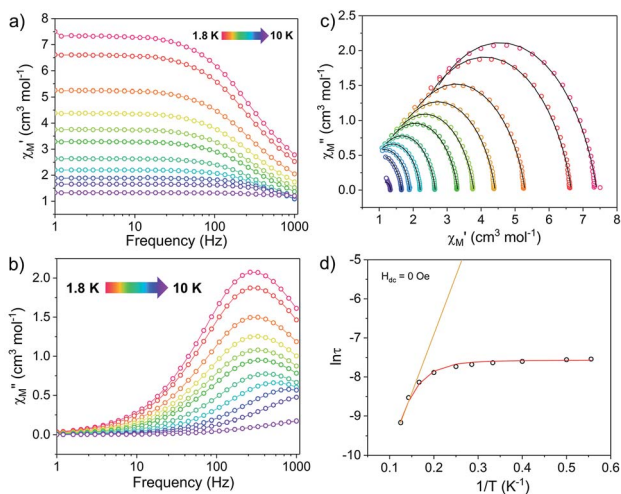 a)
1.8 K
10 K
8
7
6
5
4
3
2
1
0
χM' (cm³ mol⁻¹)
1
10
100
1000
Frequency (Hz)
b)
1.8 K
10 K
2.0
1.5
1.0
0.5
0.0
χM" (cm³ mol⁻¹)
1
10
100
1000
Frequency (Hz)
c)
2.5
2.0
1.5
1.0
0.5
0.0
χM" (cm³ mol⁻¹)
1
2
3
4
5
6
7
8
χM' (cm³ mol⁻¹)
d)
Hdc = 0 Oe
-5
-6
-7
-8
-9
-10
lnτ
0.1
0.2
0.3
0.4
0.5
0.6
1/T (K⁻¹)